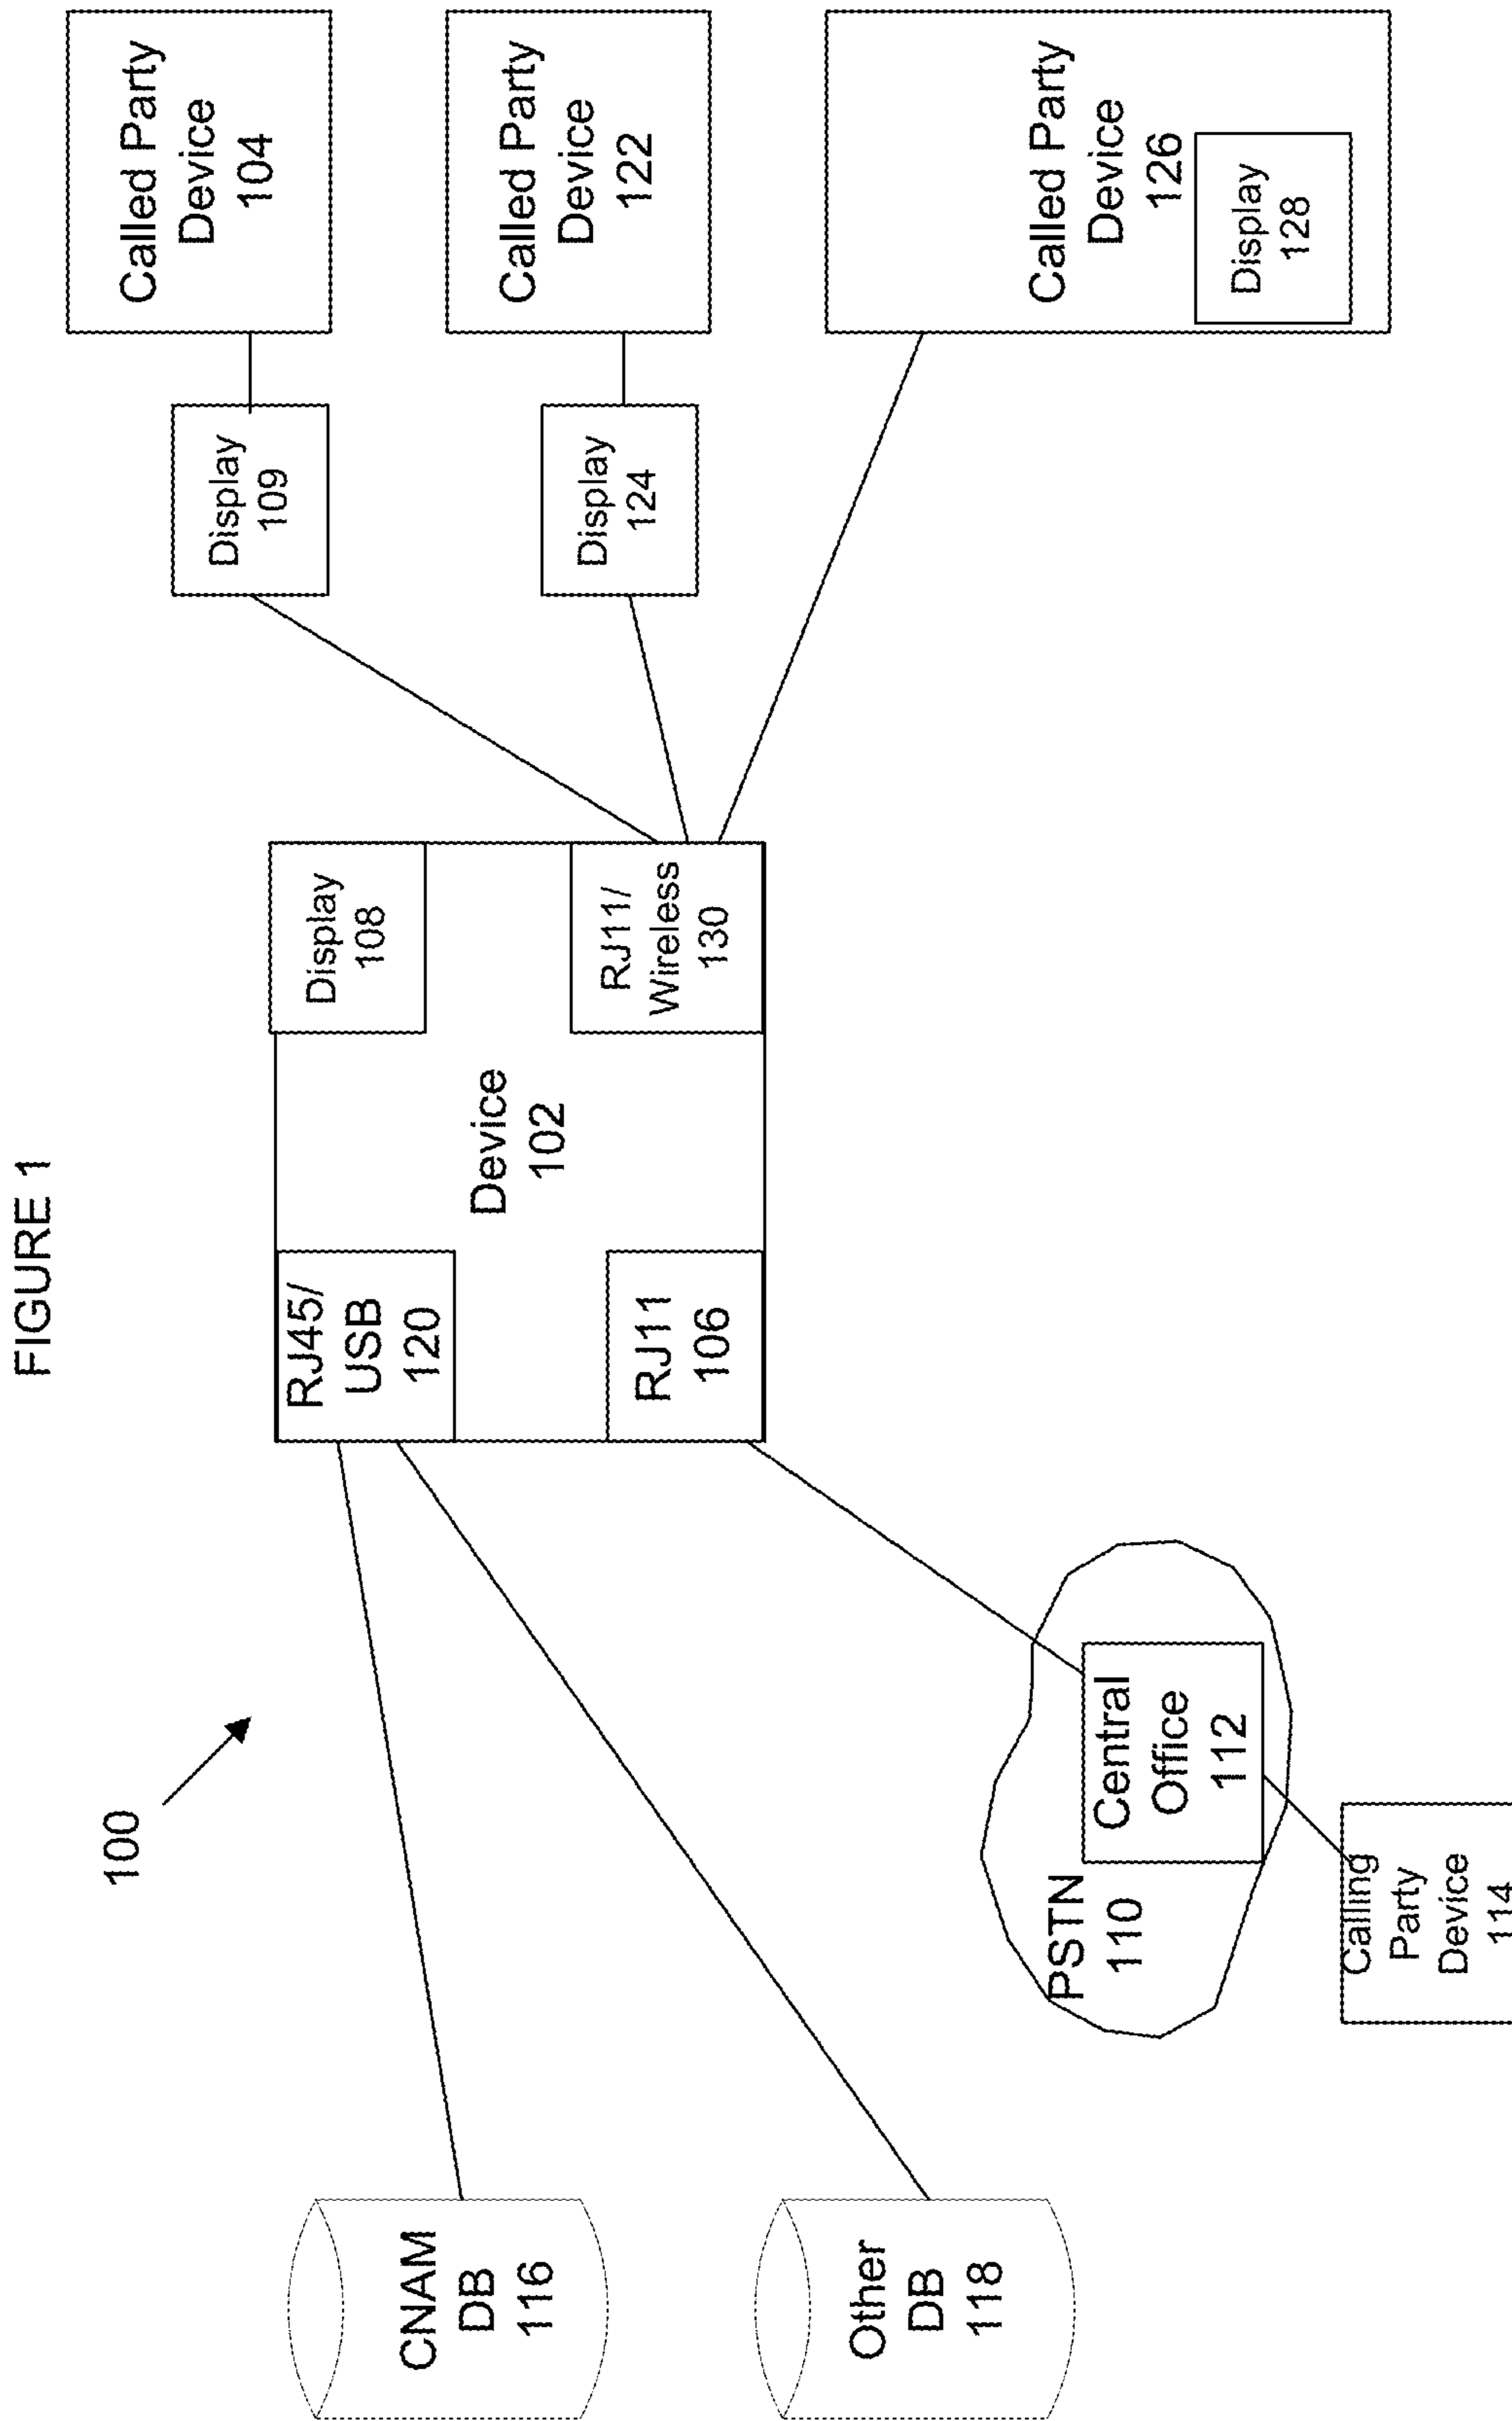 FIGURE 1
100
CNAM
DB
116
Other
DB
118
PSTN
110
Central
Office
112
Calling
Party
Device
114
RJ45/
USB
120
RJ11
106
Device
102
Display
108
RJ11/
Wireless
130
Display
109
Display
124
Called Party
Device
104
Called Party
Device
122
Called Party
Device
126
Display
128